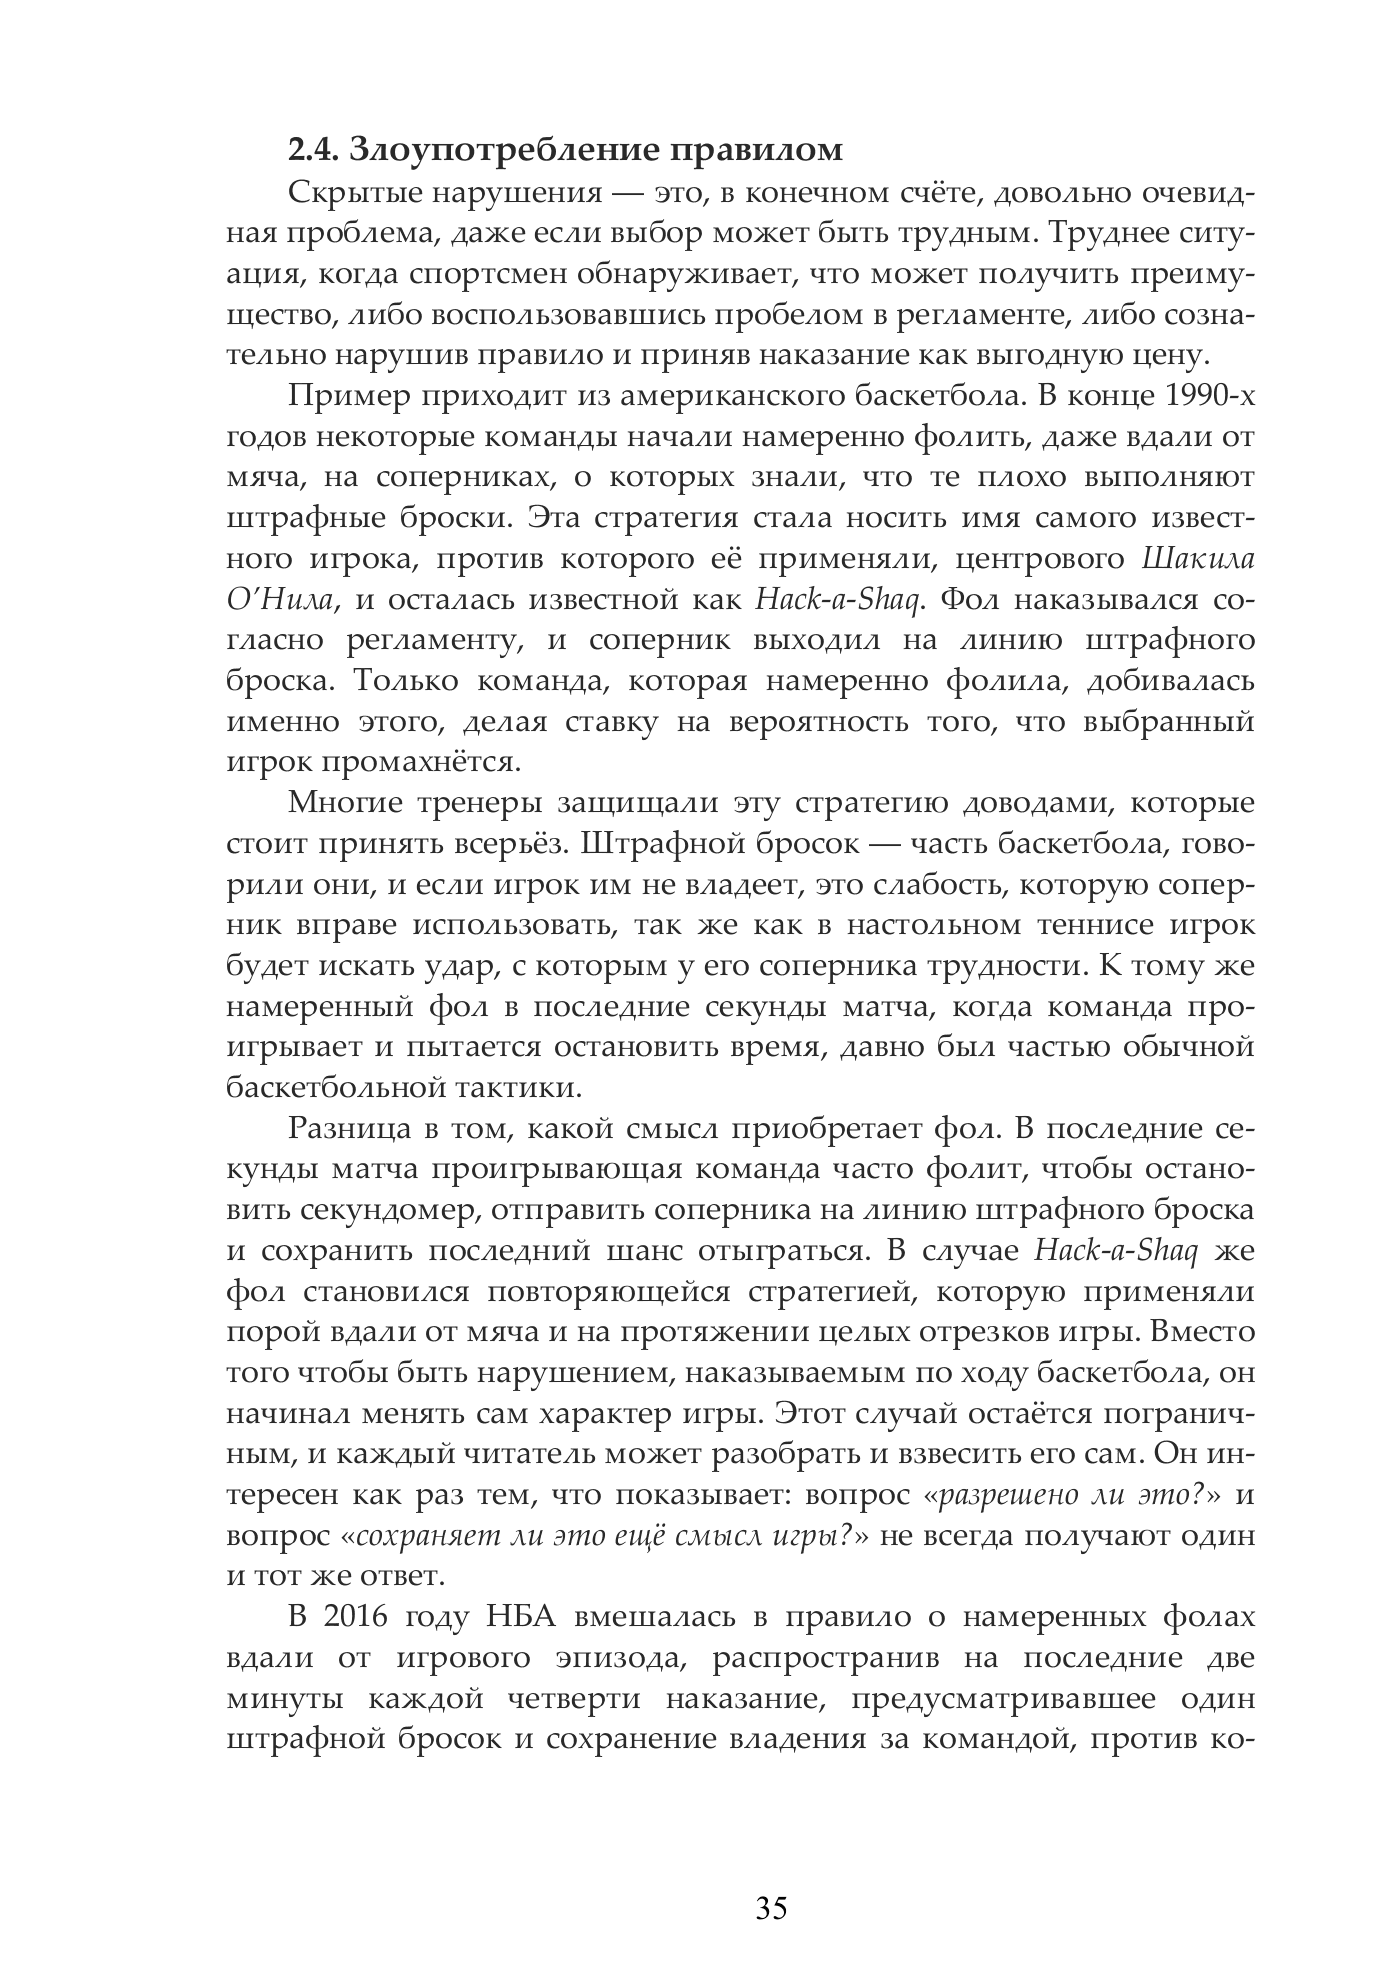 2.4. Злоупотребление правилом
Скрытые нарушения — это, в конечном счёте, довольно очевид-
ная проблема, даже если выбор может быть трудным. Труднее ситу-
ация, когда спортсмен обнаруживает, что может получить преиму-
щество, либо воспользовавшись пробелом в регламенте, либо созна-
тельно нарушив правило и приняв наказание как выгодную цену.
Пример приходит из американского баскетбола. В конце 1990-х
годов некоторые команды начали намеренно фолить, даже вдали от
мяча, на соперниках, о которых знали, что те плохо выполняют
штрафные броски. Эта стратегия стала носить имя самого извест-
ного игрока, против которого её применяли, центрового Шакила
О’Нила, и осталась известной как Hack-a-Shaq. Фол наказывался со-
гласно регламенту, и соперник выходил на линию штрафного
броска. Только команда, которая намеренно фолила, добивалась
именно этого, делая ставку на вероятность того, что выбранный
игрок промахнётся.
Многие тренеры защищали эту стратегию доводами, которые
стоит принять всерьёз. Штрафной бросок — часть баскетбола, гово-
рили они, и если игрок им не владеет, это слабость, которую сопер-
ник вправе использовать, так же как в настольном теннисе игрок
будет искать удар, с которым у его соперника трудности. К тому же
намеренный фол в последние секунды матча, когда команда про-
игрывает и пытается остановить время, давно был частью обычной
баскетбольной тактики.
Разница в том, какой смысл приобретает фол. В последние се-
кунды матча проигрывающая команда часто фолит, чтобы остано-
вить секундомер, отправить соперника на линию штрафного броска
и сохранить последний шанс отыграться. В случае Hack-a-Shaq же
фол становился повторяющейся стратегией, которую применяли
порой вдали от мяча и на протяжении целых отрезков игры. Вместо
того чтобы быть нарушением, наказываемым по ходу баскетбола, он
начинал менять сам характер игры. Этот случай остаётся погранич-
ным, и каждый читатель может разобрать и взвесить его сам. Он ин-
тересен как раз тем, что показывает: вопрос «разрешено ли это?» и
вопрос «сохраняет ли это ещё смысл игры?» не всегда получают один
и тот же ответ.
В 2016 году НБА вмешалась в правило о намеренных фолах
вдали от игрового эпизода, распространив на последние две
минуты каждой четверти наказание, предусматривавшее один
штрафной бросок и сохранение владения за командой, против ко-
35